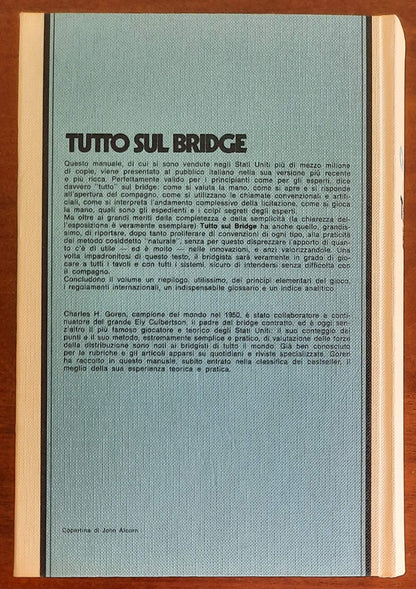 TUTTO SUL BRIDGE
Questo manuale, di cui si sono vendute negli Stati Uniti più di mezzo milione
di copie, viene presentato al pubblico italiano nella sua versione più recente
e più ricca. Perfettamente valido per i principianti come per gli esperti, dice
davvero "tutto" sul bridge: come si valuta la mano, come si apre e si risponde
all'apertura del compagno, come si utilizzano le chiamate convenzionali e artifi-
ciali, come si interpreta l'andamento complessivo della licitazione, come si gioca
la mano, quali sono gli espedienti e i colpi segreti degli esperti.
Ma oltre ai grandi meriti della completezza e della semplicità (la chiarezza del-
l'esposizione è veramente esemplare) Tutto sul Bridge ha anche quello, grandis-
simo, di riportare, dopo tanto proliferare di convenzioni di ogni tipo, alla praticità
del metodo cosiddetto "naturale", senza per questo disprezzare l'apporto di quan-
to c'è di utile — ed è molto — nelle innovazioni, e anzi valorizzandole. Una
volta impadronitosi di questo testo, il bridgista sarà veramente in grado di gio-
care a tutti i tavoli e con tutti i sistemi, sicuro di intendersi senza difficoltà con
il compagno.
Concludono il volume un riepilogo, utilissimo, dei principi elementari del gioco,
i regolamenti internazionali, un indispensabile glossario e un indice analitico.
Charles H. Goren, campione del mondo nel 1950, è stato collaboratore e conti-
nuatore del grande Ely Culbertson, il padre del bridge contratto, ed è oggi sen-
z'altro il più famoso giocatore e teorico degli Stati Uniti: il suo conteggio dei
punti e il suo metodo, estremamente semplice e pratico, di valutazione delle forze
della distribuzione sono noti ai bridgisti di tutto il mondo. Già ben conosciuto
per le rubriche e gli articoli apparsi su quotidiani e riviste specializzate, Goren
ha raccolto in questo manuale, subito entrato nella classifica dei bestseller, il
meglio della sua esperienza teorica e pratica.
Copertina di John Alcorn